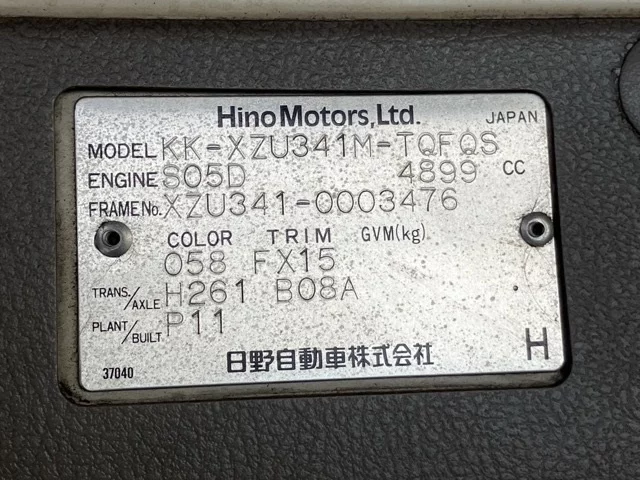 Hino Motors, Ltd. JAPAN
MODEL KK-XZU341M-TQFQS
ENGINE S05D 4899 CC
FRAME No. XZU341-0003476
COLOR TRIM GVM(kg)
058 FX15
TRANS./AXLE H261 B08A
PLANT/BUILT P11
日野自動車株式会社 H
37040